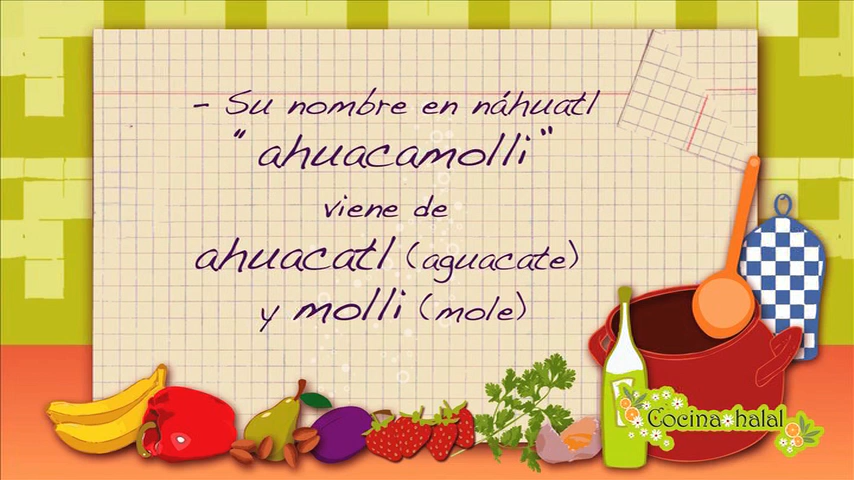 - Su nombre en náhuatl
"ahuacamolli"
viene de
ahuacatl (aguacate)
y molli (mole)
Cocina halal